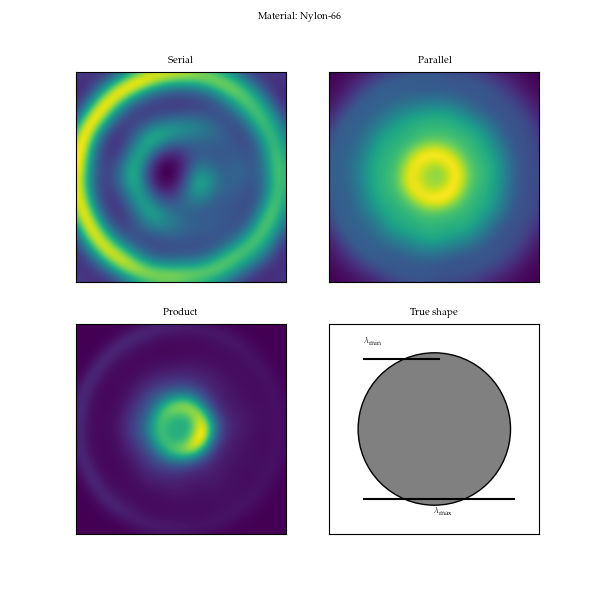 Material: Nylon-66
Serial
Parallel
Product
True shape
λmin
λmax